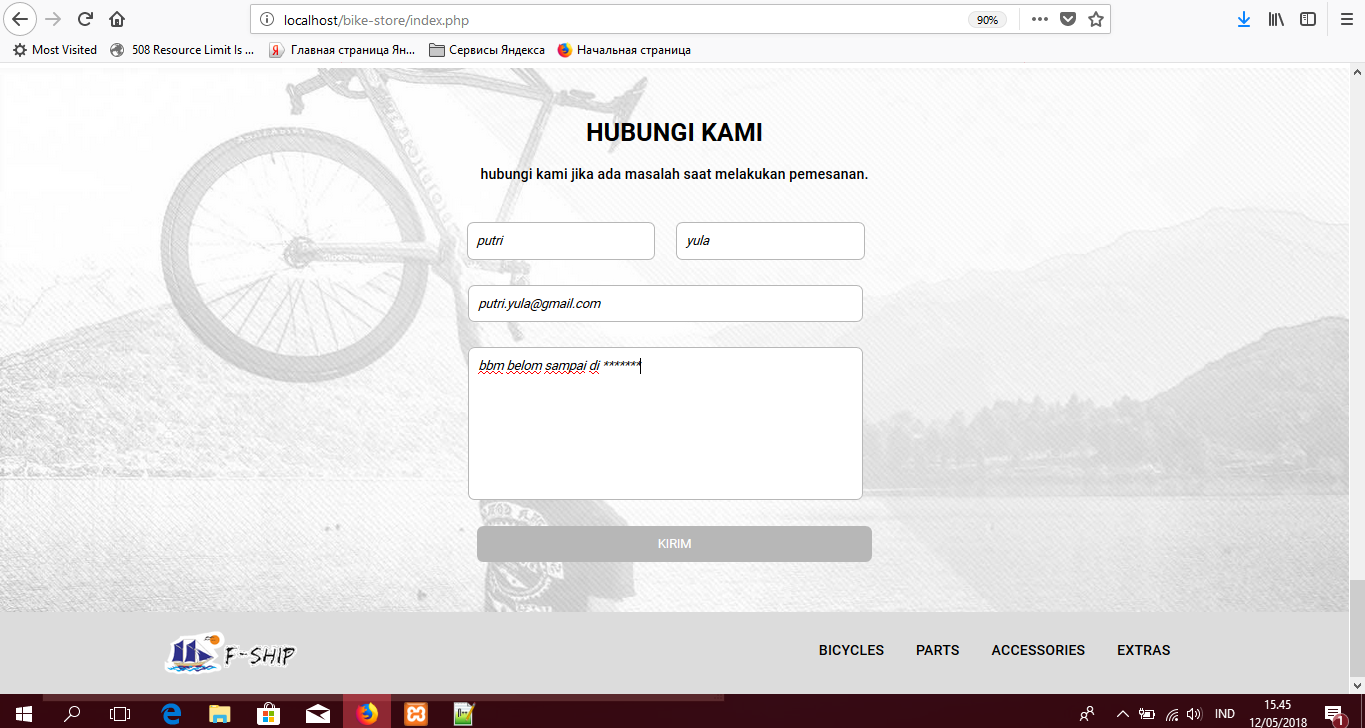 localhost/bike-store/index.php
90%
Most Visited
508 Resource Limit Is ...
Главная страница Ян...
Сервисы Яндекса
Начальная страница
HUBUNGI KAMI
hubungi kami jika ada masalah saat melakukan pemesanan.
putri
yula
putri.yula@gmail.com
bbm belom sampai di *******
KIRIM
F-SHIP
BICYCLES
PARTS
ACCESSORIES
EXTRAS
IND
15.45
12/05/2018
1